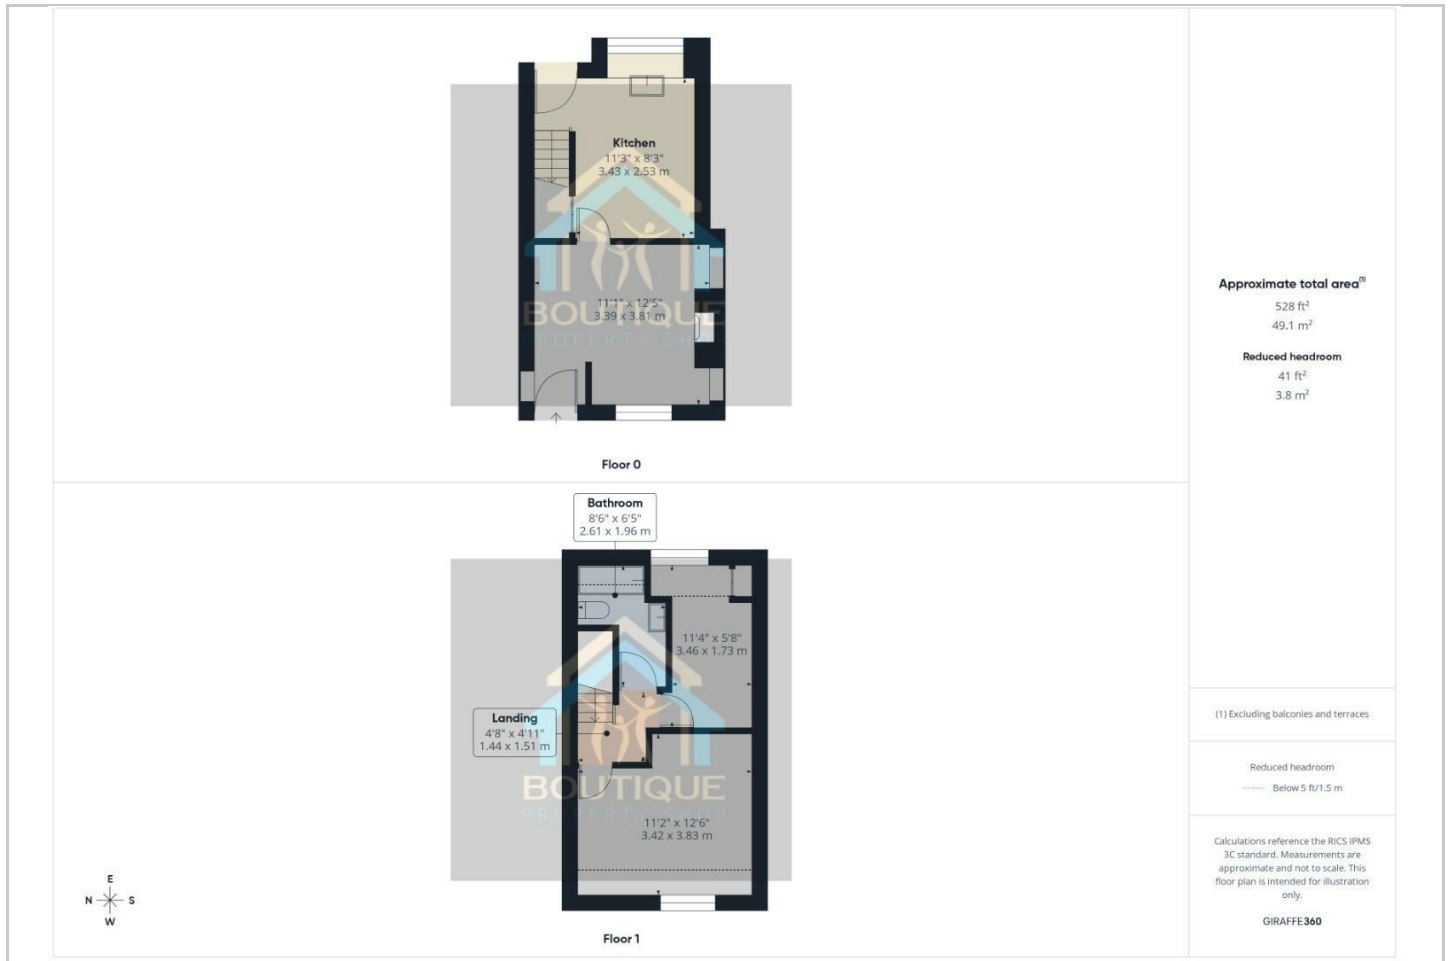 Kitchen
11'3" x 8'3"
3.43 x 2.53 m
11'1" x 12'5"
3.39 x 3.81 m
BOUTIQUE
PROPERTY SHOP
Floor 0
Approximate total area(1)
528 ft²
49.1 m²
Reduced headroom
41 ft²
3.8 m²
Bathroom
8'6" x 6'5"
2.61 x 1.96 m
11'4" x 5'8"
3.46 x 1.73 m
Landing
4'8" x 4'11"
1.44 x 1.51 m
BOUTIQUE
PROPERTY SHOP
11'2" x 12'6"
3.42 x 3.83 m
E
N S
W
Floor 1
(1) Excluding balconies and terraces
Reduced headroom
Below 5 ft/1.5 m
Calculations reference the RICS IPMS
3C standard. Measurements are
approximate and not to scale. This
floor plan is intended for illustration
only.
GIRAFFE360